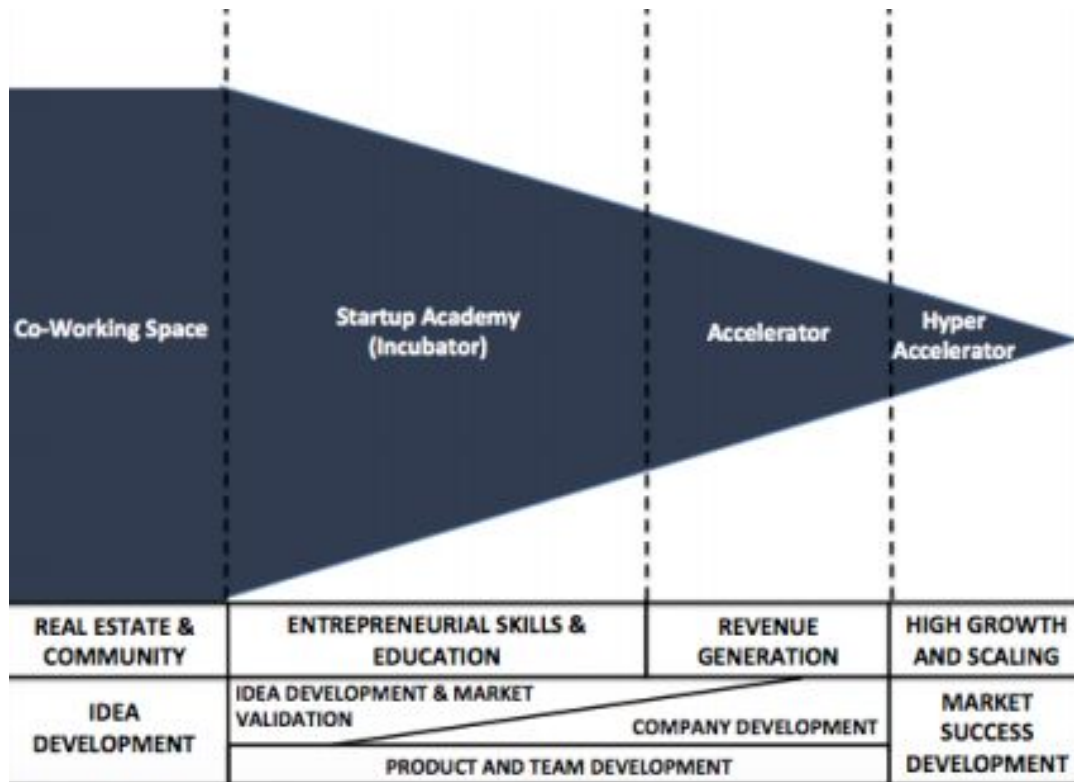 Co-Working Space
Startup Academy
(Incubator)
Accelerator
Hyper
Accelerator
REAL ESTATE &
COMMUNITY
ENTREPRENEURIAL SKILLS &
EDUCATION
REVENUE
GENERATION
HIGH GROWTH
AND SCALING
IDEA
DEVELOPMENT
IDEA DEVELOPMENT & MARKET
VALIDATION
COMPANY DEVELOPMENT
PRODUCT AND TEAM DEVELOPMENT
MARKET
SUCCESS
DEVELOPMENT